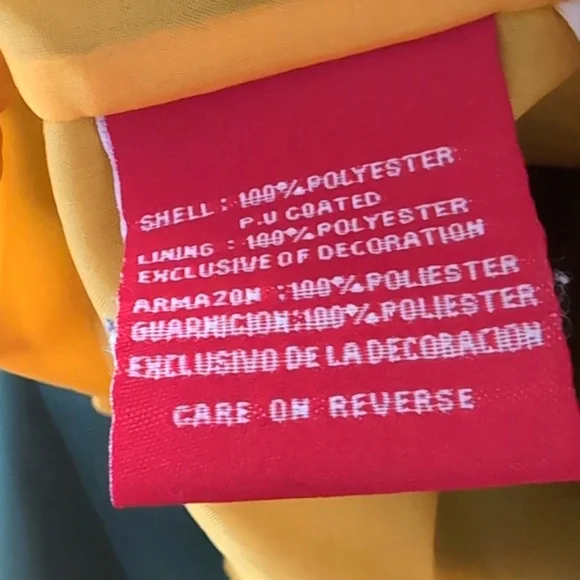 SHELL : 100% POLYESTER
P.U COATED
LINING : 100% POLYESTER
EXCLUSIVE OF DECORATION
ARMAZON :100% POLIESTER
GUARNICION:100% POLIESTER
EXCLUSIVO DE LA DECORACION
CARE ON REVERSE